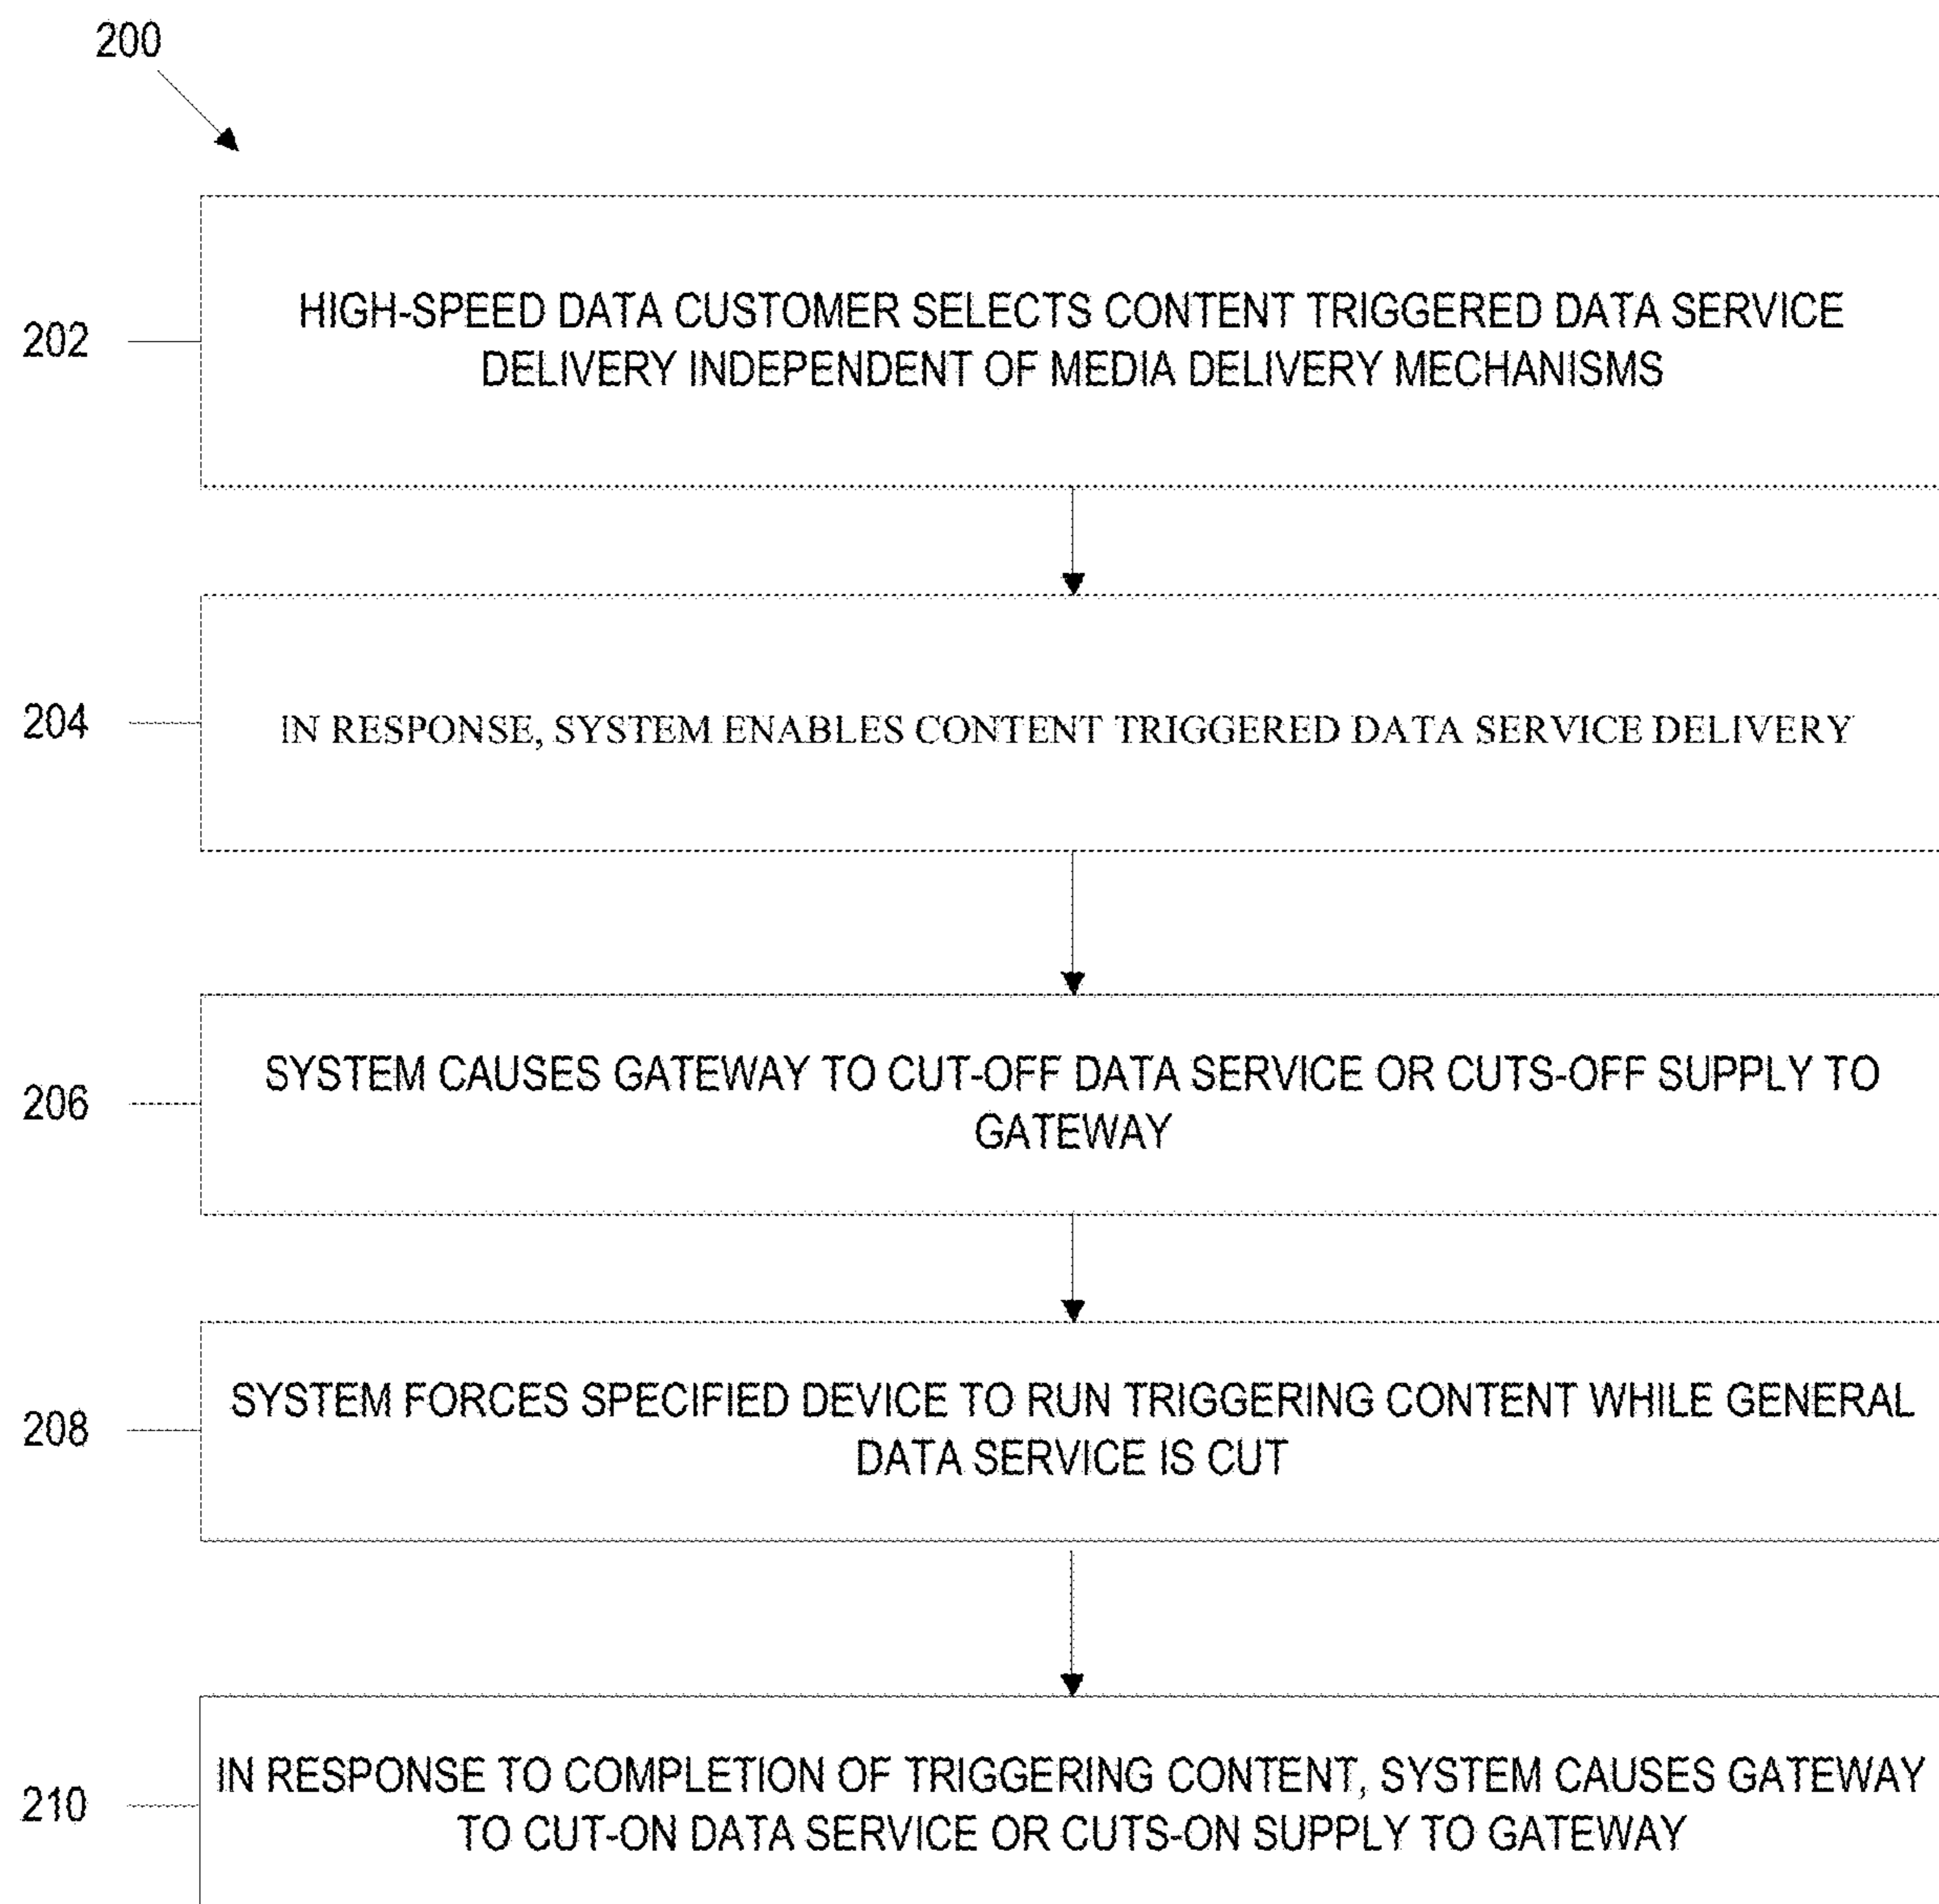 200
202
HIGH-SPEED DATA CUSTOMER SELECTS CONTENT TRIGGERED DATA SERVICE
DELIVERY INDEPENDENT OF MEDIA DELIVERY MECHANISMS
204
IN RESPONSE, SYSTEM ENABLES CONTENT TRIGGERED DATA SERVICE DELIVERY
206
SYSTEM CAUSES GATEWAY TO CUT-OFF DATA SERVICE OR CUTS-OFF SUPPLY TO
GATEWAY
208
SYSTEM FORCES SPECIFIED DEVICE TO RUN TRIGGERING CONTENT WHILE GENERAL
DATA SERVICE IS CUT
210
IN RESPONSE TO COMPLETION OF TRIGGERING CONTENT, SYSTEM CAUSES GATEWAY
TO CUT-ON DATA SERVICE OR CUTS-ON SUPPLY TO GATEWAY